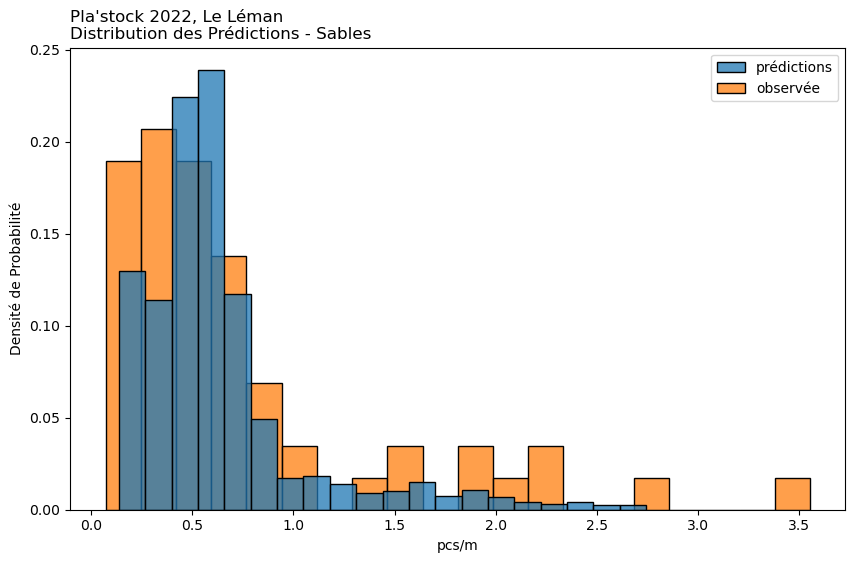 Pla'stock 2022, Le Léman
Distribution des Prédictions - Sables
prédictions
observée
Densité de Probabilité
0.25
0.20
0.15
0.10
0.05
0.00
0.0 0.5 1.0 1.5 2.0 2.5 3.0 3.5
pcs/m